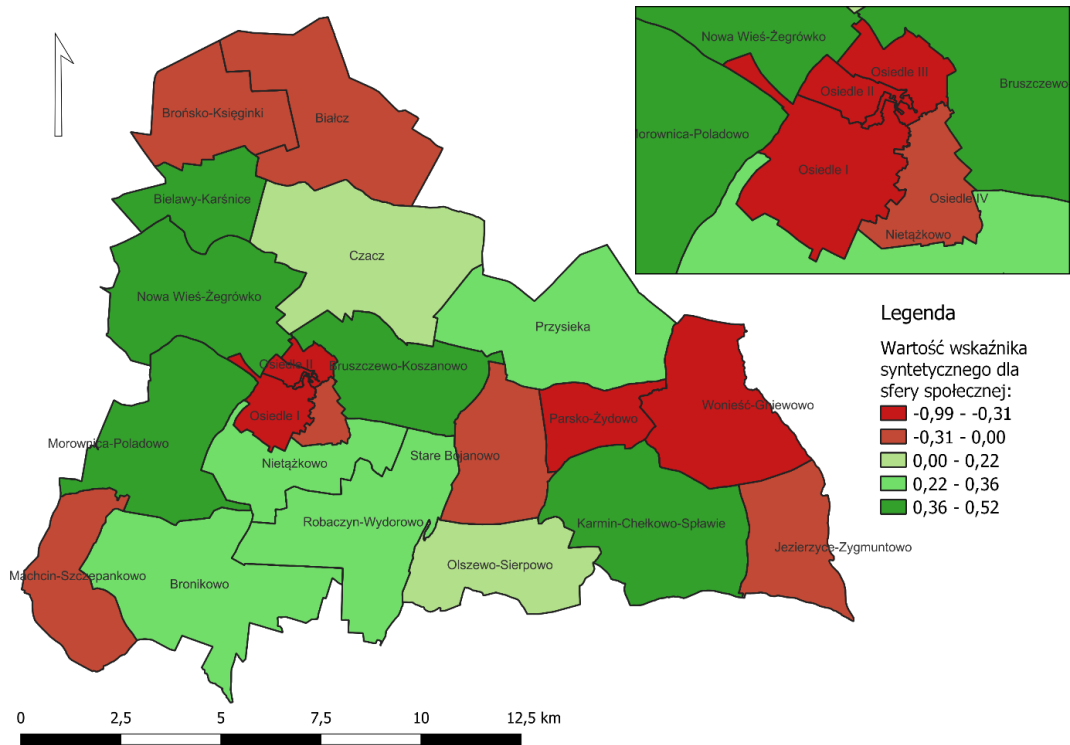 Nowa Wieś-Żegrówko
Osiedle III
Bruszczewo
Osiedle II
Morownica-Poladowo
Osiedle I
Osiedle IV
Nietążkowo
Brońsko-Księginki
Białcz
Bielawy-Karśnice
Czacz
Nowa Wieś-Żegrówko
Przysieka
Osiedle II
Bruszczewo-Koszanowo
Osiedle I
Parsko-Żydowo
Wonieść-Gniewowo
Morownica-Poladowo
Nietążkowo
Stare Bojanowo
Robaczyn-Wydorowo
Karmin-Chełkowo-Spławie
Jezierzyce-Zygmuntowo
Olszewo-Sierpowo
Machcin-Szczepankowo
Bronikowo
Legenda
Wartość wskaźnika
syntetycznego dla
sfery społecznej:
-0,99 - -0,31
-0,31 - 0,00
0,00 - 0,22
0,22 - 0,36
0,36 - 0,52
0 2,5 5 7,5 10 12,5 km